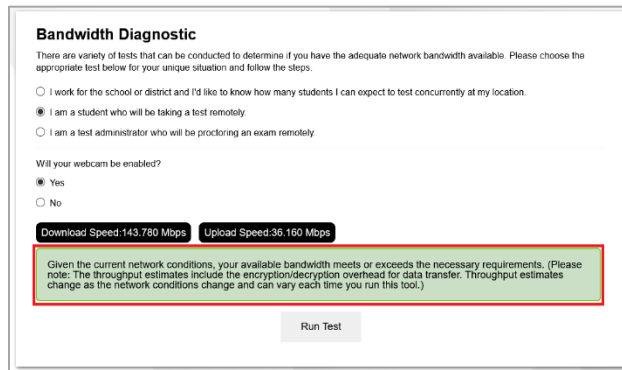 Bandwidth Diagnostic
There are variety of tests that can be conducted to determine if you have the adequate network bandwidth available. Please choose the
appropriate test below for your unique situation and follow the steps.
I work for the school or district and I'd like to know how many students I can expect to test concurrently at my location.
I am a student who will be taking a test remotely.
I am a test administrator who will be proctoring an exam remotely.
Will your webcam be enabled?
Yes
No
Download Speed:143.780 Mbps Upload Speed:36.160 Mbps
Given the current network conditions, your available bandwidth meets or exceeds the necessary requirements. (Please
note: The throughput estimates include the encryption/decryption overhead for data transfer. Throughput estimates
change as the network conditions change and can vary each time you run this tool.)
Run Test